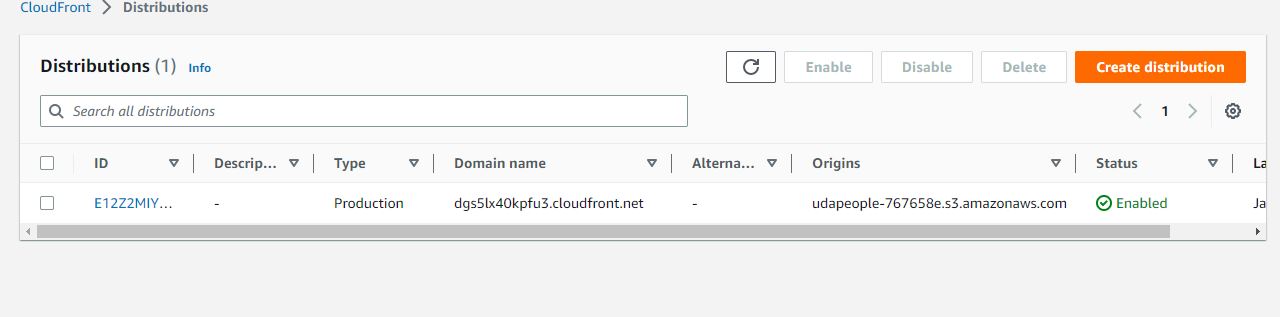 CloudFront > Distributions
Distributions (1) Info
Enable Disable Delete Create distribution
Search all distributions
1
ID Descrip... Type Domain name Alterna... Origins Status La
E12Z2MIY... - Production dgs5lx40kpfu3.cloudfront.net - udapeople-767658e.s3.amazonaws.com Enabled Ja